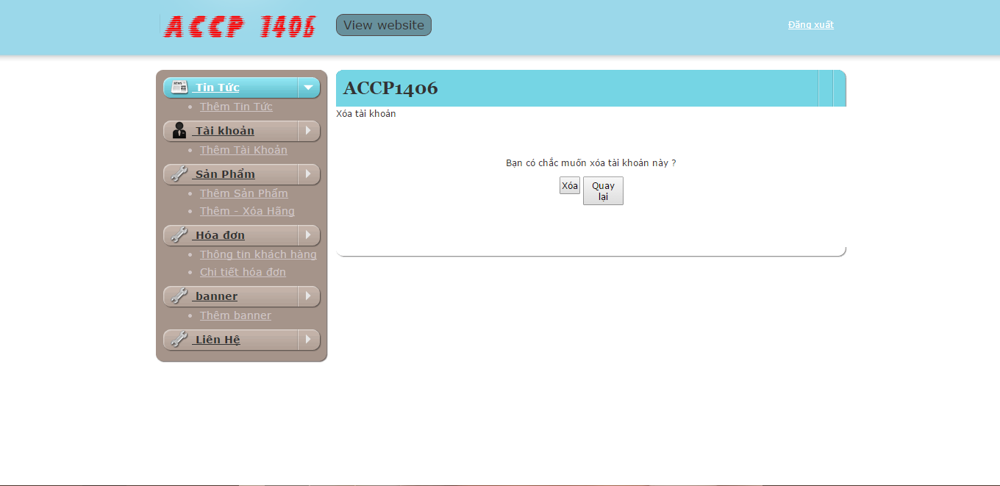 ACCP 1406
View website
Đăng xuất
Tin Tức
Thêm Tin Tức
Tài khoản
Thêm Tài Khoản
Sản Phẩm
Thêm Sản Phẩm
Thêm - Xóa Hãng
Hóa đơn
Thông tin khách hàng
Chi tiết hóa đơn
banner
Thêm banner
Liên Hệ
ACCP1406
Xóa tài khoản
Bạn có chắc muốn xóa tài khoản này ?
Xóa
Quay
lại